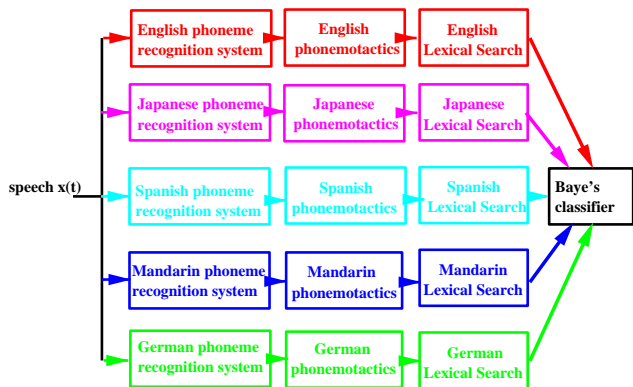 English phoneme
recognition system
English
phonemotactics
English
Lexical Search
Japanese phoneme
recognition system
Japanese
phonemotactics
Japanese
Lexical Search
speech x(t)
Spanish phoneme
recognition system
Spanish
phonemotactics
Spanish
Lexical Search
Baye's
classifier
Mandarin phoneme
recognition system
Mandarin
phonemotactics
Mandarin
Lexical Search
German phoneme
recognition system
German
phonemotactics
German
Lexical Search